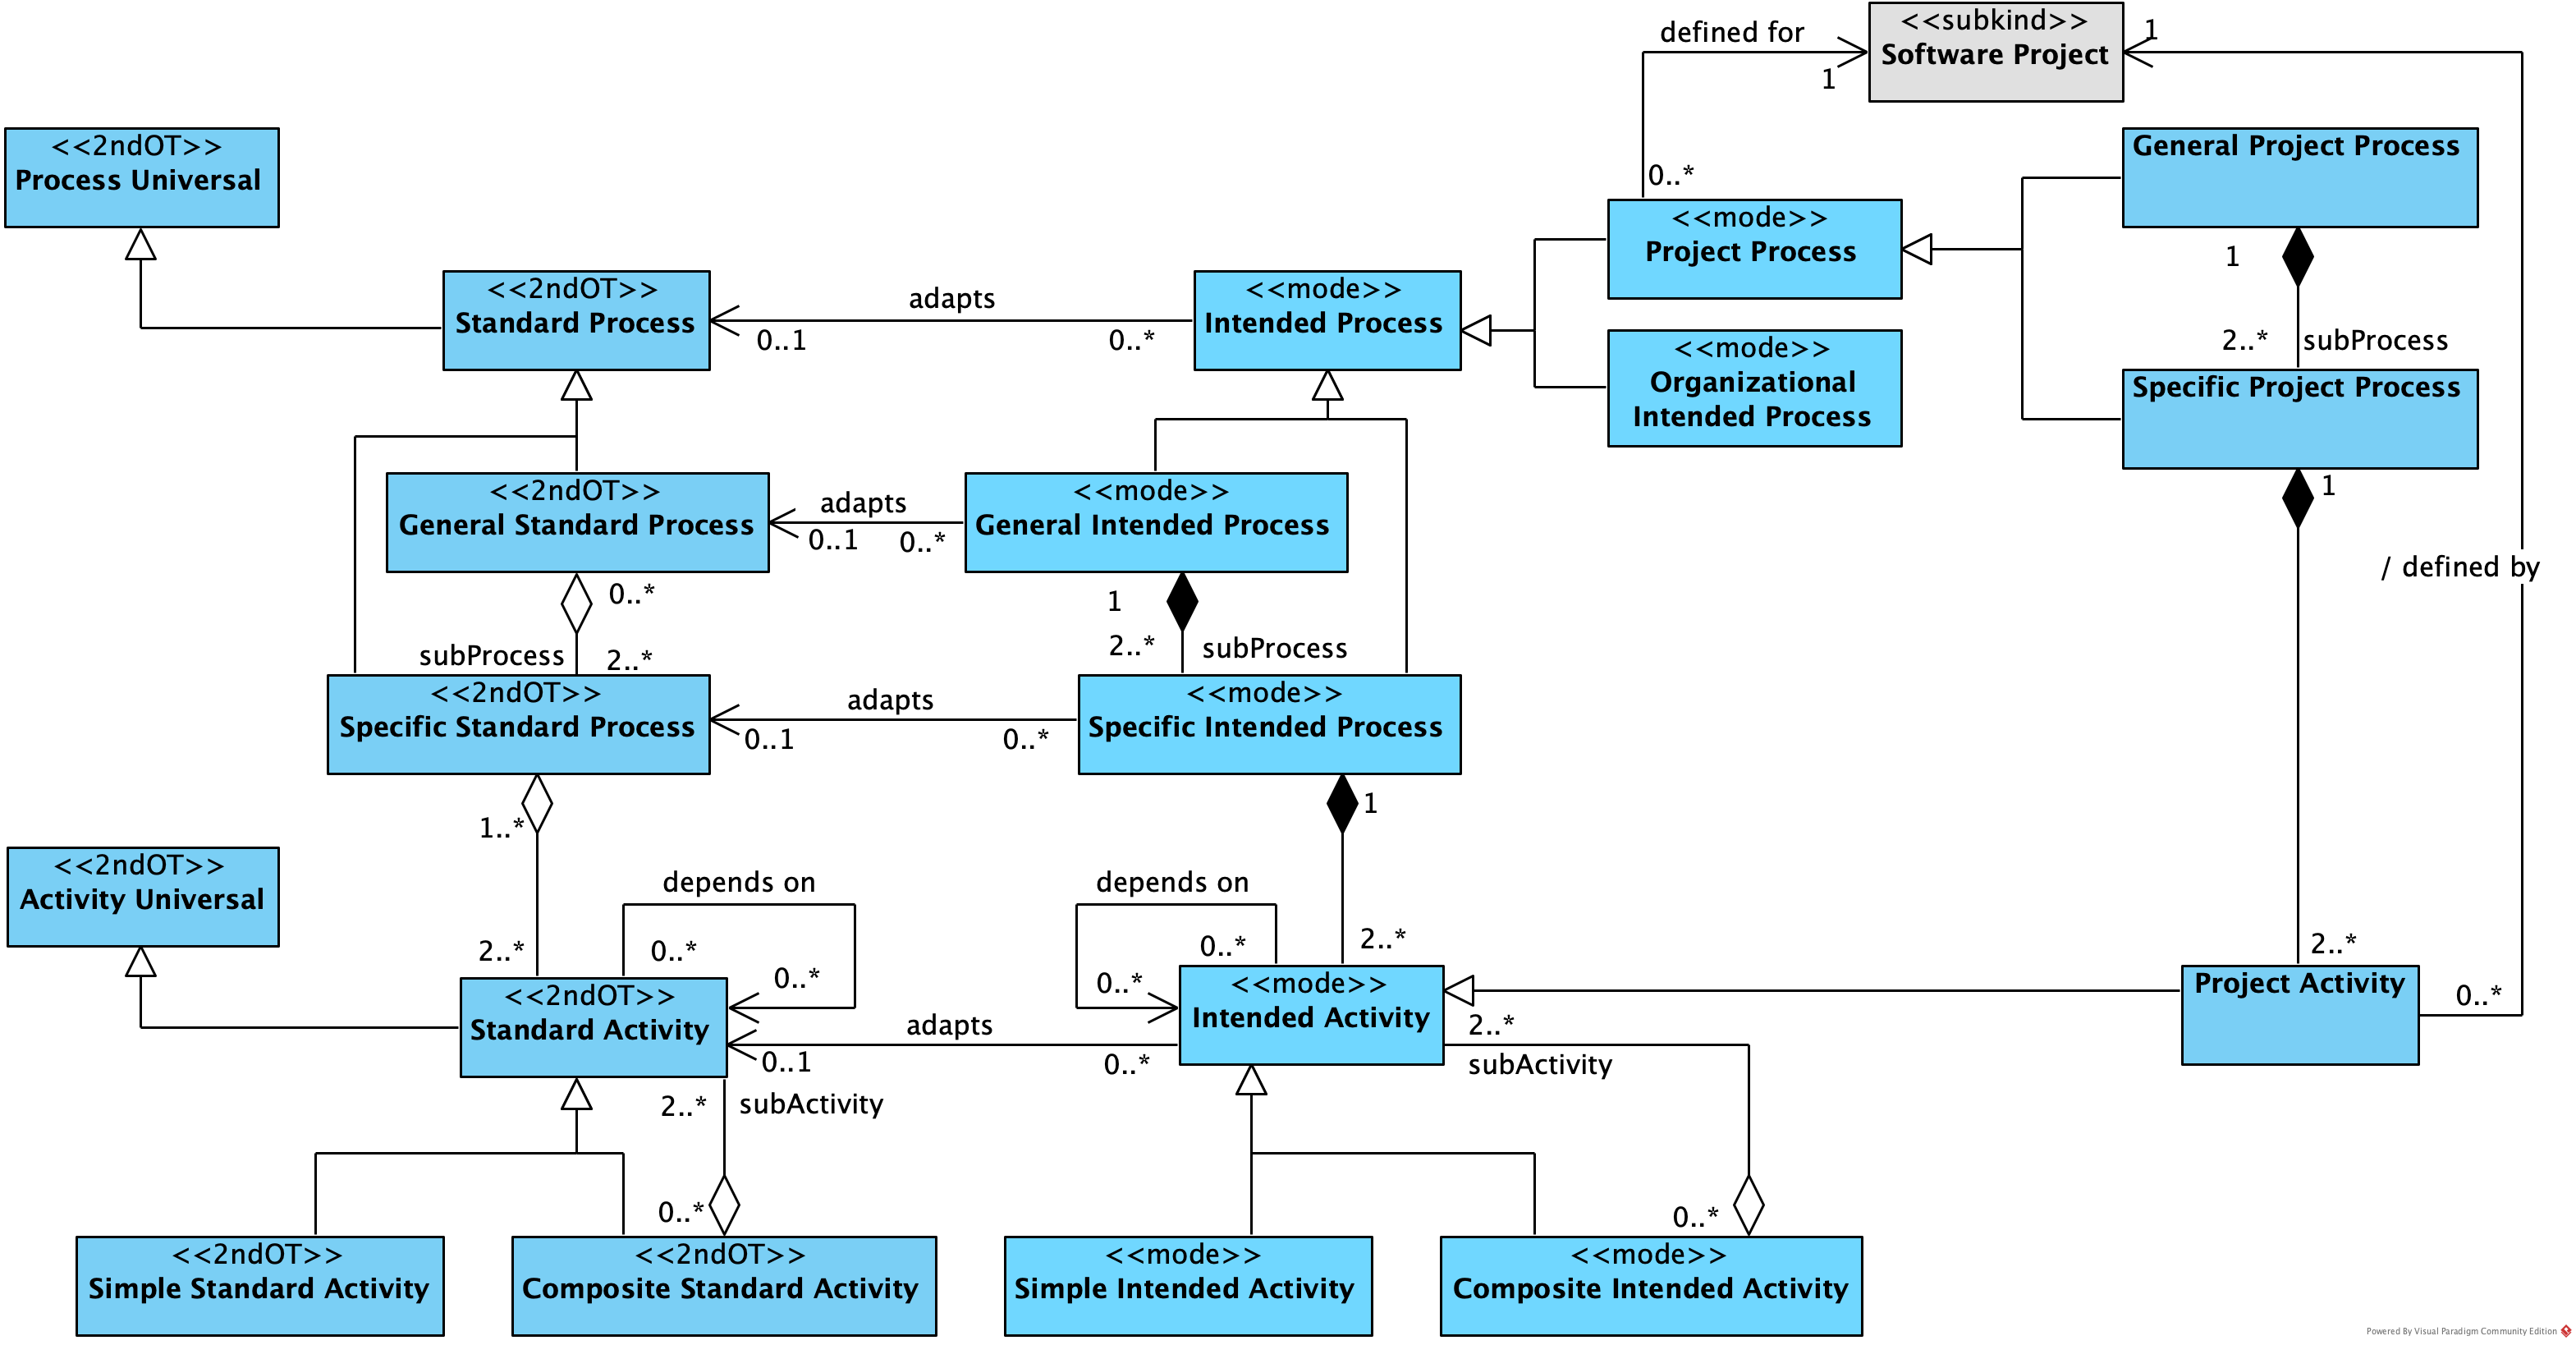 <<subkind>>
Software Project
defined for
1
1
0..*
<<2ndOT>>
Process Universal
General Project Process
<<mode>>
Project Process
1
2..*
subProcess
<<2ndOT>>
Standard Process
adapts
0..1
0..*
<<mode>>
Intended Process
<<mode>>
Organizational
Intended Process
Specific Project Process
1
<<2ndOT>>
General Standard Process
adapts
0..1
0..*
<<mode>>
General Intended Process
/ defined by
0..*
subProcess
2..*
1
2..*
subProcess
<<2ndOT>>
Specific Standard Process
adapts
0..1
0..*
<<mode>>
Specific Intended Process
1..*
1
<<2ndOT>>
Activity Universal
depends on
depends on
2..*
0..*
0..*
0..*
0..*
2..*
2..*
<<2ndOT>>
Standard Activity
adapts
0..1
0..*
<<mode>>
Intended Activity
2..*
subActivity
Project Activity
0..*
2..*
subActivity
0..*
0..*
<<2ndOT>>
Simple Standard Activity
<<2ndOT>>
Composite Standard Activity
<<mode>>
Simple Intended Activity
<<mode>>
Composite Intended Activity
Powered By Visual Paradigm Community Edition